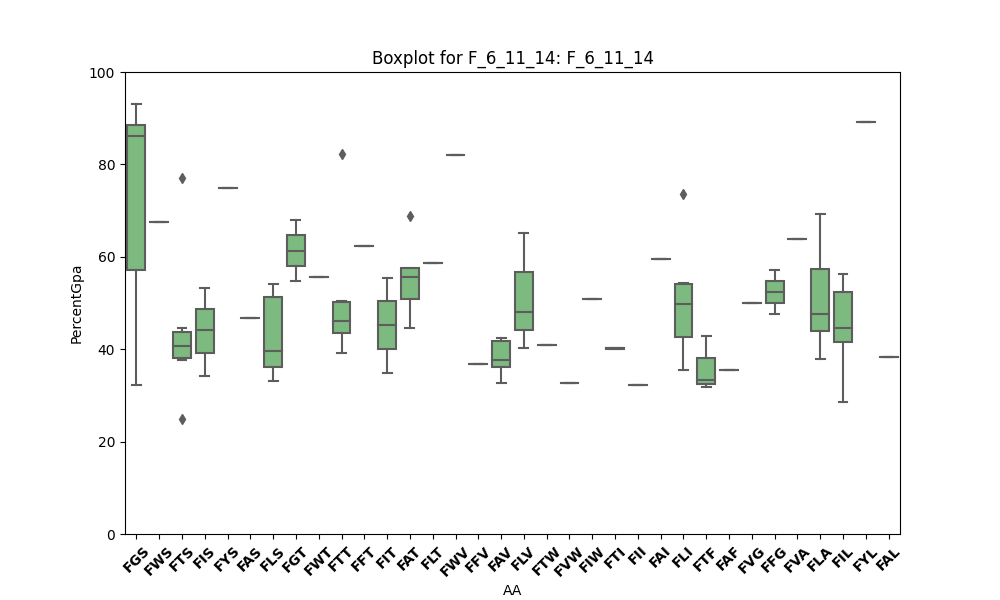 Boxplot for F_6_11_14: F_6_11_14
PercentGpa
100
80
60
40
20
0
FGS FWS FTS FIS FYS FAS FLS FGT FWT FTT FFT FIT FAT FLT FWV FFV FAV FLV FTW FVW FIW FTI FII FAI FLI FTF FAF FVG FFG FVA FLA FIL FYL FAL
AA